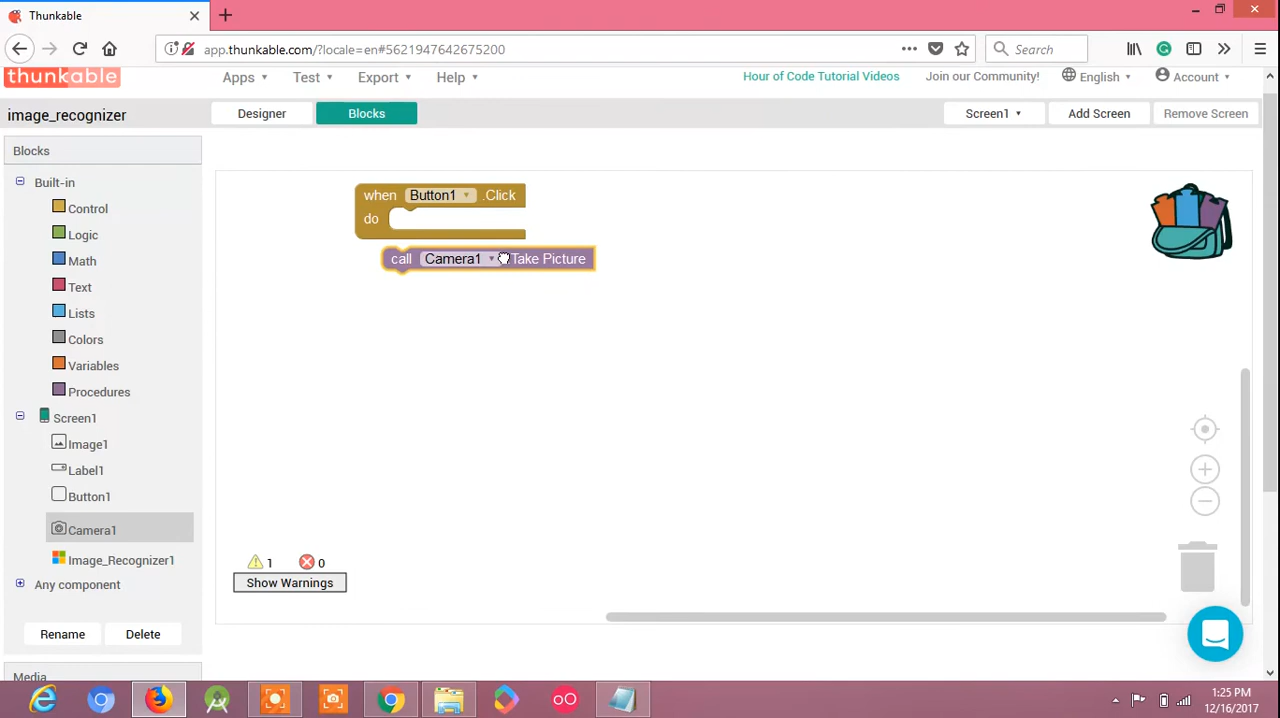 Thunkable
app.thunkable.com/?locale=en#5621947642675200
Search
thunkable
Apps
Test
Export
Help
Hour of Code Tutorial Videos
Join our Community!
English
Account
image_recognizer
Designer
Blocks
Screen1
Add Screen
Remove Screen
Blocks
Built-in
Control
Logic
Math
Text
Lists
Colors
Variables
Procedures
Screen1
Image1
Label1
Button1
Camera1
Image_Recognizer1
Any component
Rename
Delete
Media
when Button1 .Click
do
call Camera1 Take Picture
1 0
Show Warnings
1:25 PM
12/16/2017